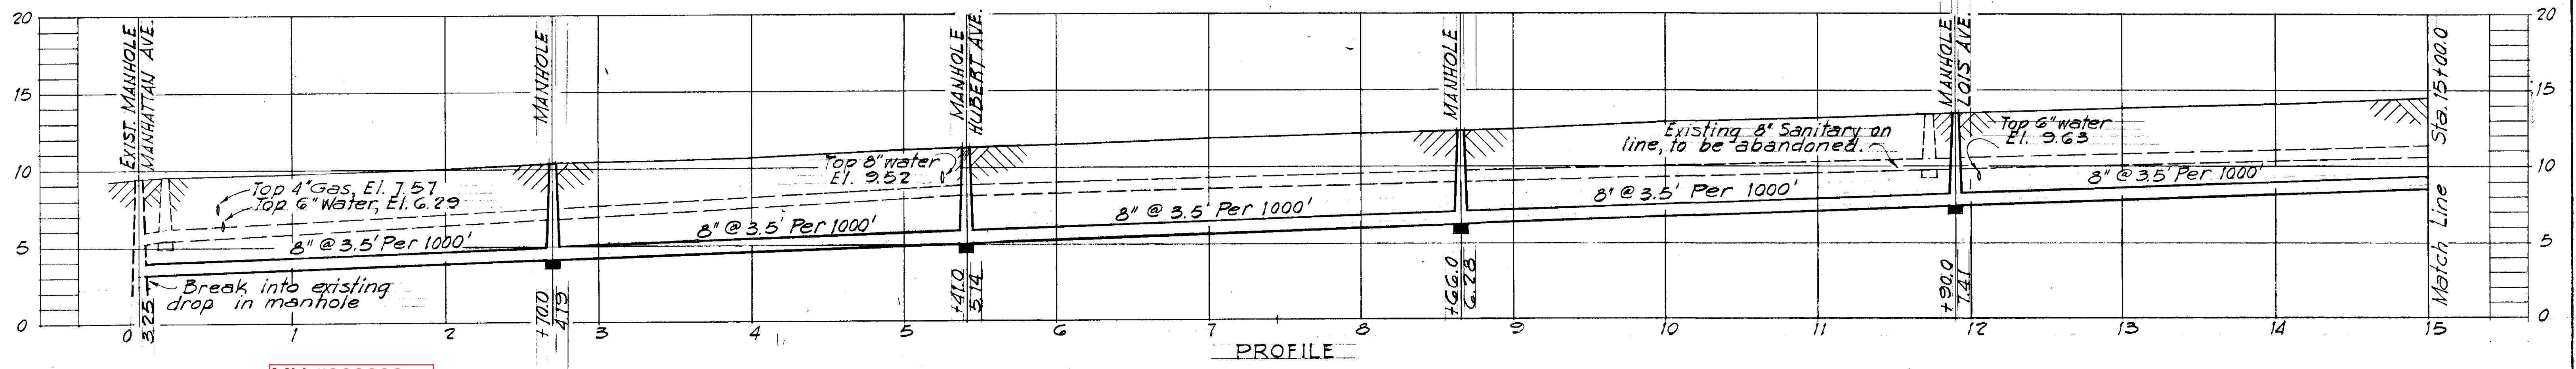 20
15
10
5
0
EXIST. MANHOLE
MANHATTAN AVE.
MANHOLE
MANHOLE
HUBERT AVE.
MANHOLE
MANHOLE
LOIS AVE.
20
15
10
5
0
Top 4" Gas, El. 7.57
Top 6" Water, El. 6.29
8" @ 3.5' Per 1000'
Break into existing
drop in manhole
8" @ 3.5' Per 1000'
Top 8" water
El. 9.52
8" @ 3.5' Per 1000'
Existing 8" Sanitary on
line, to be abandoned.
8" @ 3.5' Per 1000'
Top 6" water
El. 9.63
8" @ 3.5' Per 1000'
Match Line Sta. 15+00.0
3.25
+70.0
4.19
+41.0
5.14
+66.0
6.28
+90.0
7.41
0 1 2 3 4 5 6 7 8 9 10 11 12 13 14 15
PROFILE